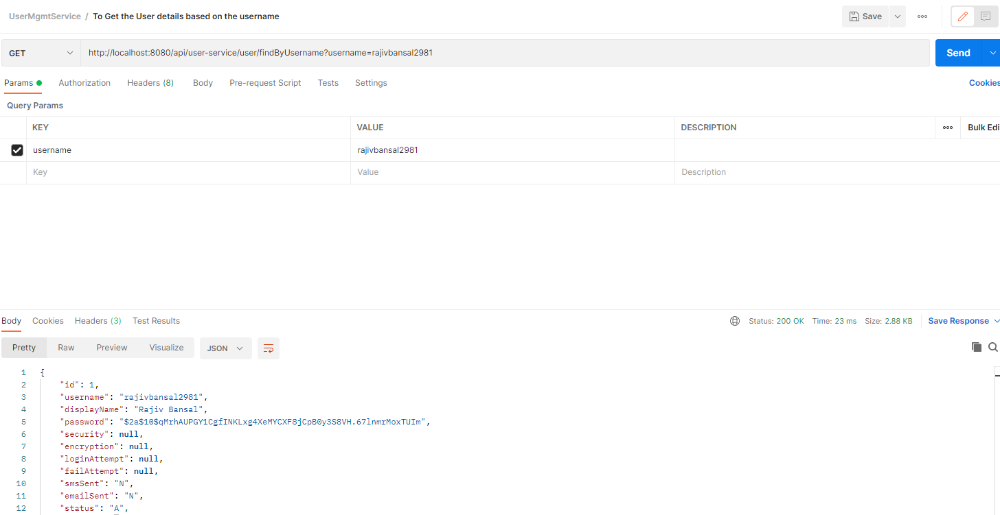 UserMgmtService / To Get the User details based on the username
Save
GET http://localhost:8080/api/user-service/user/findByUsername?username=rajivbansal2981
Send
Params Authorization Headers (8) Body Pre-request Script Tests Settings
Cookies
Query Params
KEY VALUE DESCRIPTION Bulk Edi
username rajivbansal2981
Key Value Description
Body Cookies Headers (3) Test Results
Status: 200 OK Time: 23 ms Size: 2.88 KB Save Response
Pretty Raw Preview Visualize JSON
1 {
2 "id": 1,
3 "username": "rajivbansal2981",
4 "displayName": "Rajiv Bansal",
5 "password": "$2a$10$qMrhAUPGY1CgfINKLxg4XeMYCXF8jCpB0y3S8VH.67lnmrMoxTUIm",
6 "security": null,
7 "encryption": null,
8 "loginAttempt": null,
9 "failAttempt": null,
10 "smsSent": "N",
11 "emailSent": "N",
12 "status": "A",